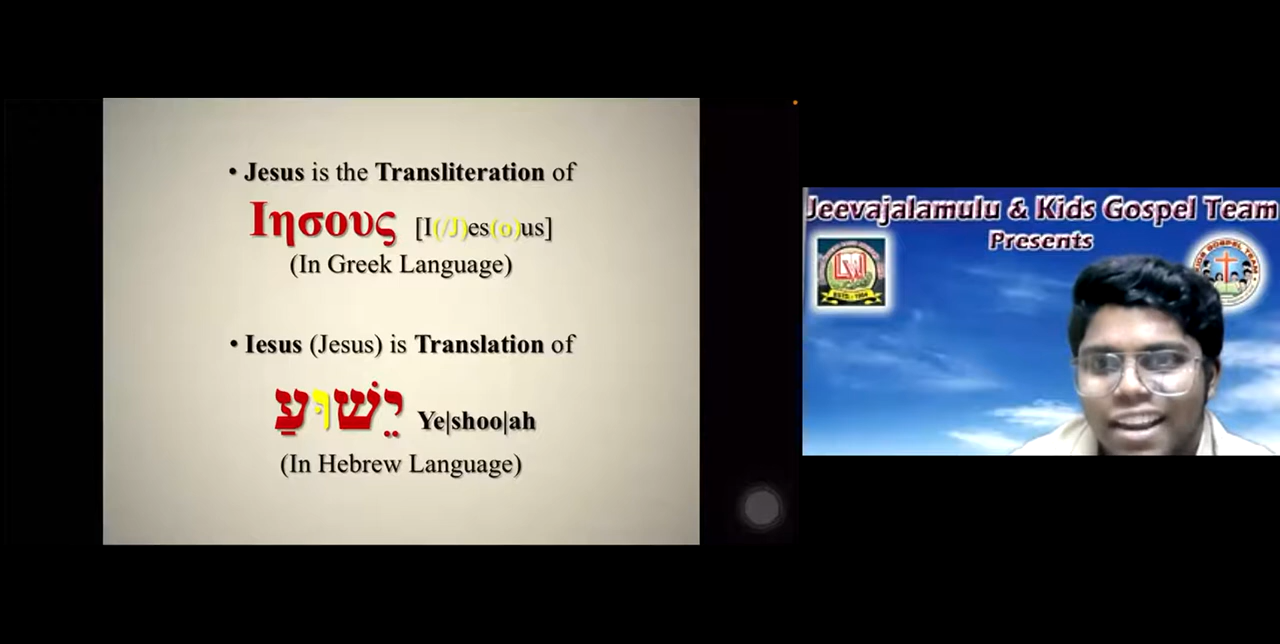 • Jesus is the Transliteration of
Ιησους [I(/J)es(o)us]
(In Greek Language)
• Iesus (Jesus) is Translation of
יֵשׁוּעַ Ye|shoo|ah
(In Hebrew Language)
Jeevajalamulu & Kids Gospel Team
Presents